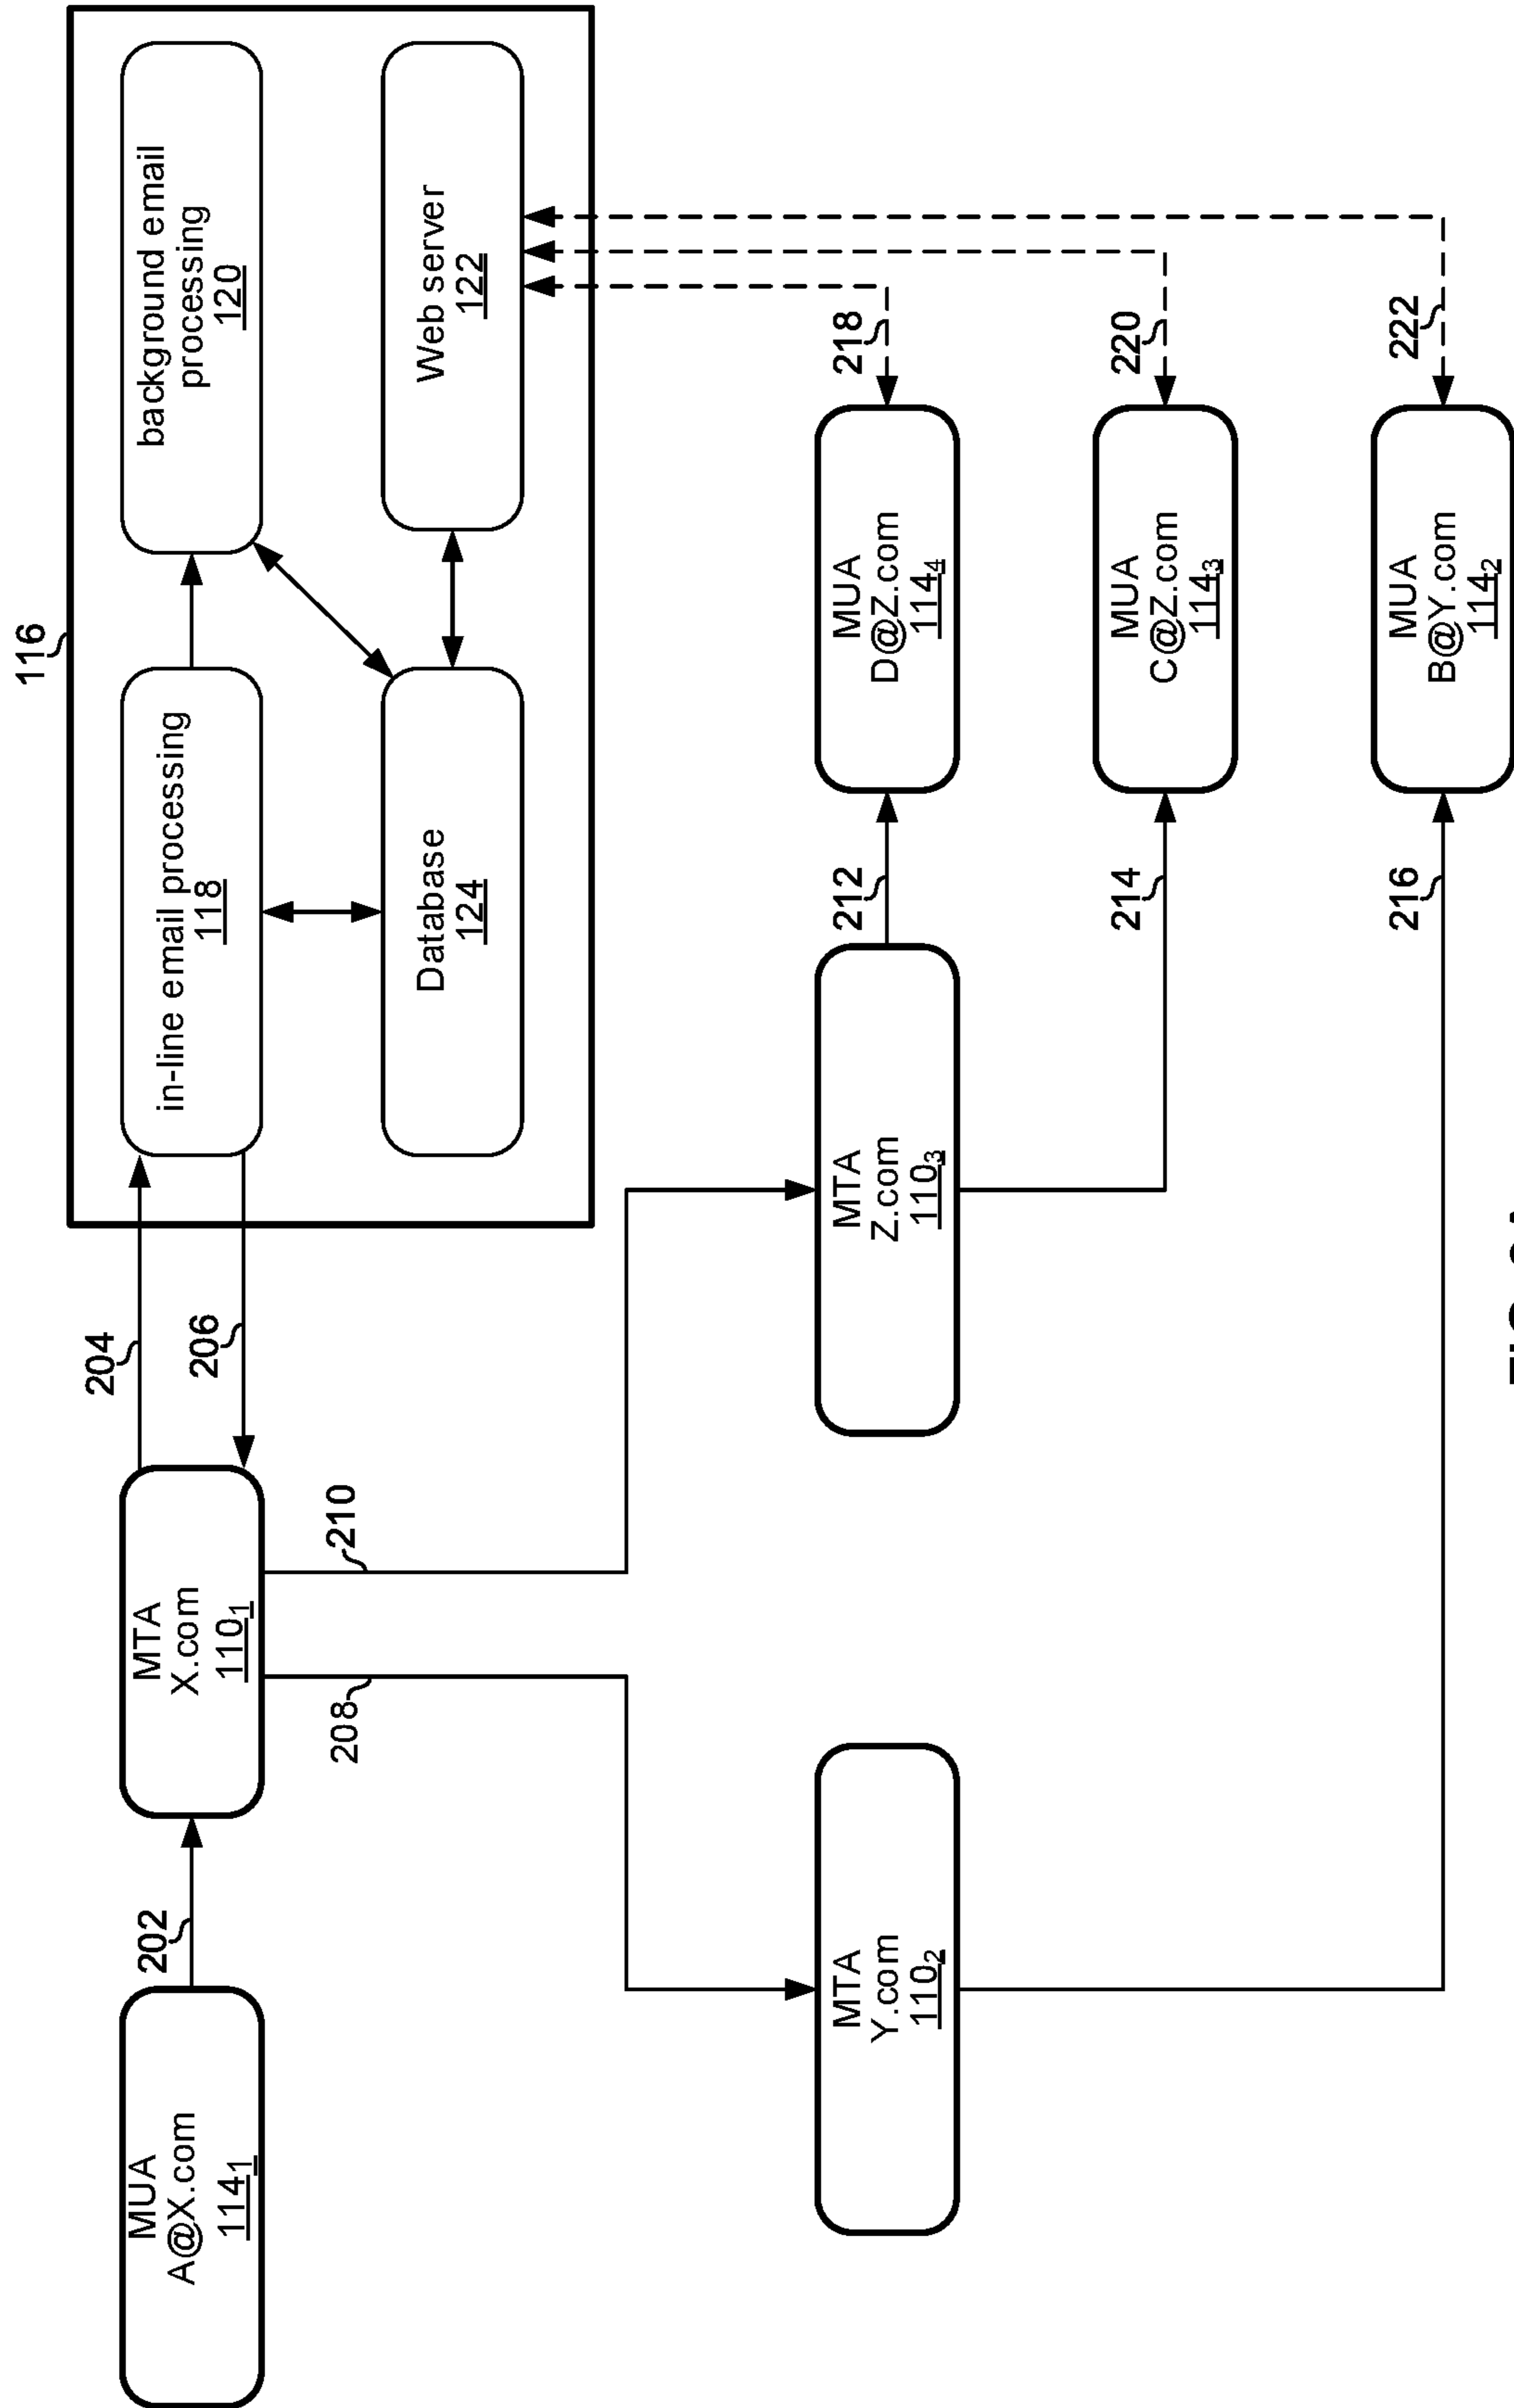 116
MUA
A@X.com
114₁
202
MTA
X.com
110₁
204
206
in-line email processing
118
background email
processing
120
208
210
Database
124
Web server
122
MTA
Y.com
110₂
MTA
Z.com
110₃
212
MUA
D@Z.com
114₄
218
214
MUA
C@Z.com
114₃
220
216
MUA
B@Y.com
114₂
222